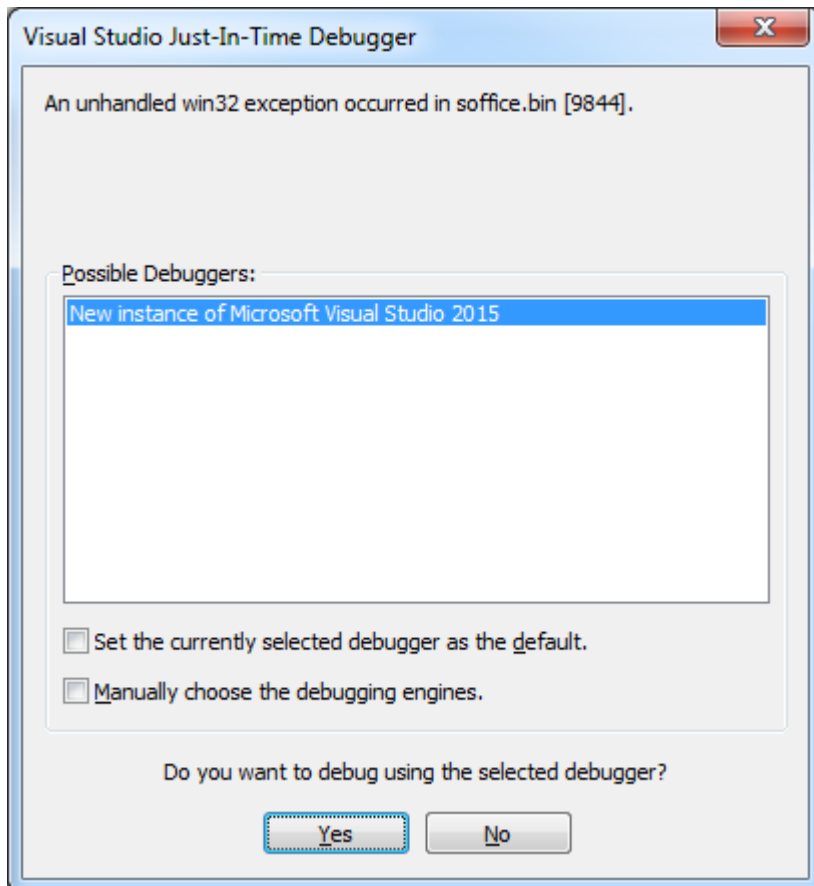 Visual Studio Just-In-Time Debugger
An unhandled win32 exception occurred in soffice.bin [9844].
Possible Debuggers:
New instance of Microsoft Visual Studio 2015
Set the currently selected debugger as the default.
Manually choose the debugging engines.
Do you want to debug using the selected debugger?
Yes
No